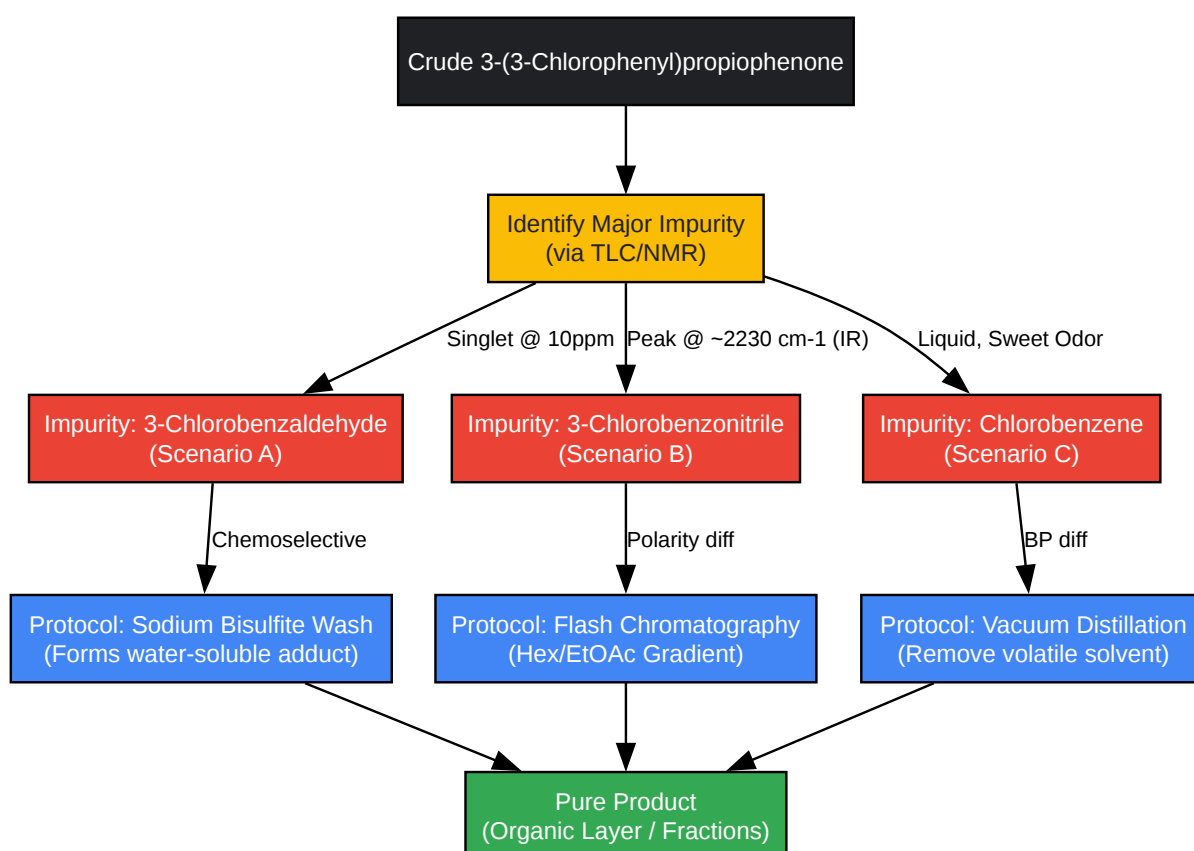 Crude 3-(3-Chlorophenyl)propiophenone
Identify Major Impurity
(via TLC/NMR)
Singlet @ 10ppm
Peak @ ~2230 cm-1 (IR)
Liquid, Sweet Odor
Impurity: 3-Chlorobenzaldehyde
(Scenario A)
Impurity: 3-Chlorobenzonitrile
(Scenario B)
Impurity: Chlorobenzene
(Scenario C)
Chemoselective
Polarity diff
BP diff
Protocol: Sodium Bisulfite Wash
(Forms water-soluble adduct)
Protocol: Flash Chromatography
(Hex/EtOAc Gradient)
Protocol: Vacuum Distillation
(Remove volatile solvent)
Pure Product
(Organic Layer / Fractions)